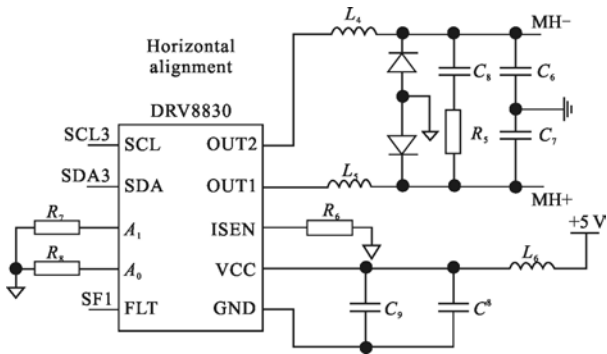 L₄
MH−
Horizontal
alignment
DRV8830
C₈
C₆
R₅
C₇
SCL3
SCL
OUT2
SDA3
SDA
OUT1
L₅
MH+
R₇
A₁
ISEN
R₆
+5 V
R₈
A₀
VCC
L₆
SF1
FLT
GND
C₉
C⁸